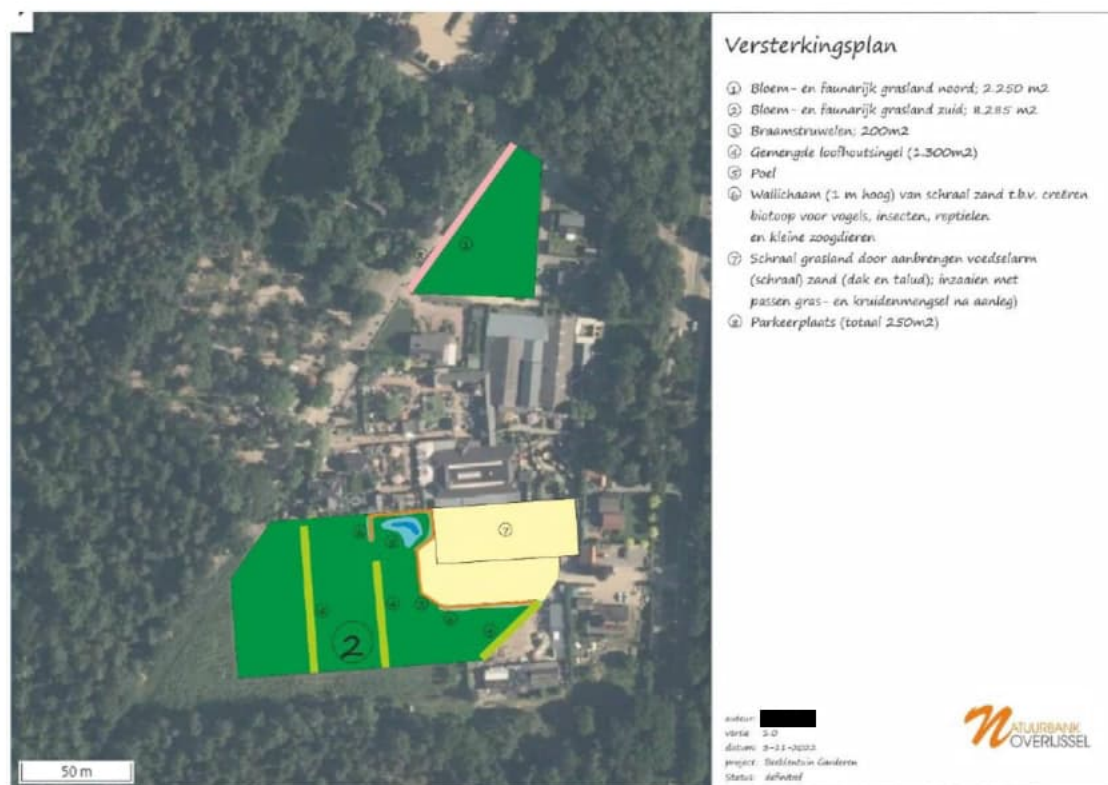 Versterkingsplan
① Bloem- en faunarijk grasland noord; 2.250 m2
② Bloem- en faunarijk grasland zuid; 8.285 m2
③ Braamstruwelen; 200m2
④ Gemengde loofhoutsingel (1.300m2)
⑤ Poel
⑥ Wallichaam (1 m hoog) van schraal zand t.b.v. creëren
biotoop voor vogels, insecten, reptielen
en kleine zoogdieren
⑦ Schraal grasland door aanbrengen voedselarm
(schraal) zand (dak en talud); inzaaien met
passen gras- en kruidenmengsel na aanleg)
⑧ Parkeerplaats (totaal 250m2)
①
⑦
2
auteur:
versie
datum:
project: Beeldentuin Garderen
Status: definitief
NATUURBANK
OVERIJSSEL
50 m